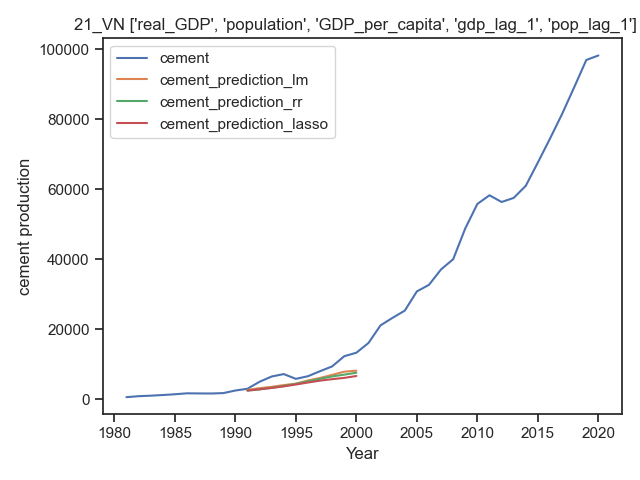 21_VN ['real_GDP', 'population', 'GDP_per_capita', 'gdp_lag_1', 'pop_lag_1']
cement
cement_prediction_lm
cement_prediction_rr
cement_prediction_lasso
100000
80000
60000
40000
20000
0
cement production
1980 1985 1990 1995 2000 2005 2010 2015 2020
Year